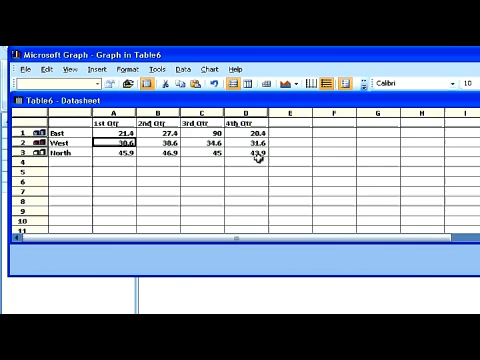 Microsoft Graph - Graph in Table6
File Edit View Insert Format Tools Data Chart Help
Calibri 10
Table6 - Datasheet
A B C D E F G H
1st Qtr 2nd Qtr 3rd Qtr 4th Qtr
1 East 21.4 27.4 90 20.4
2 West 30.6 38.6 34.6 31.6
3 North 45.9 46.9 45 43.9
4
5
6
7
8
9
10
11